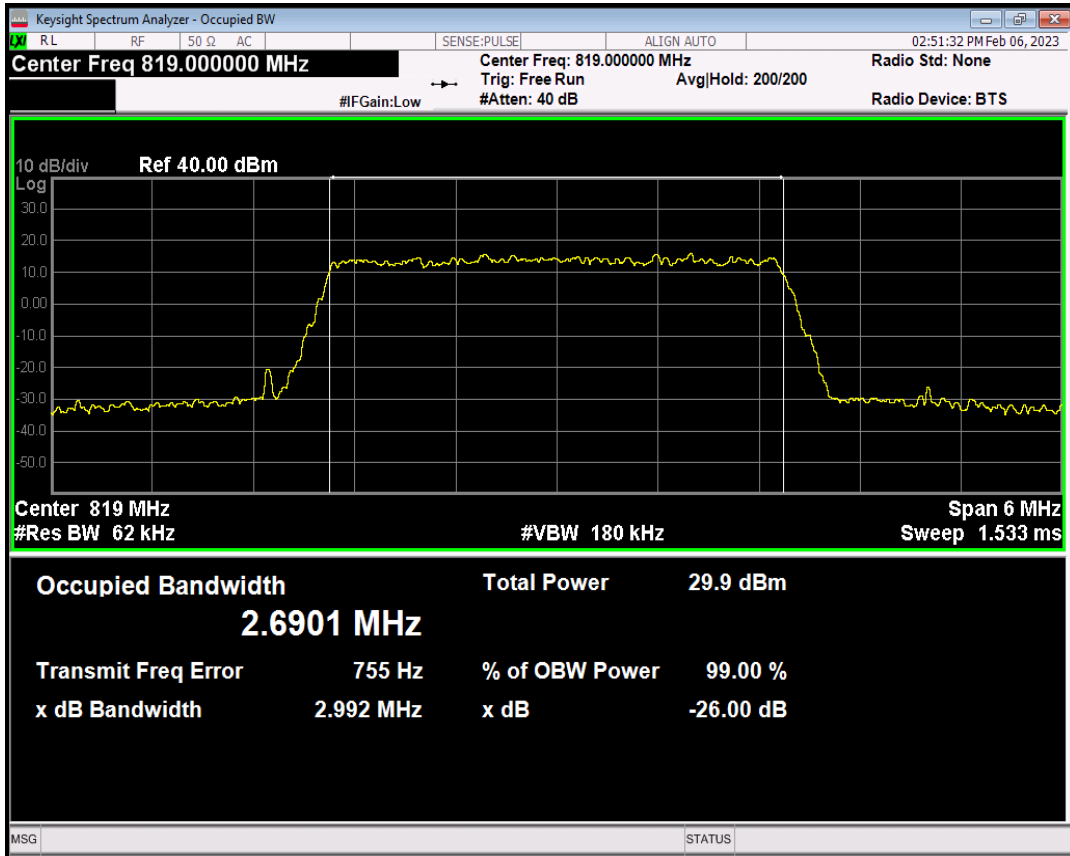 Keysight Spectrum Analyzer - Occupied BW
LXI RL RF 50 Ω AC SENSE:PULSE ALIGN AUTO 02:51:32 PM Feb 06, 2023
Center Freq 819.000000 MHz Center Freq: 819.000000 MHz Radio Std: None
Trig: Free Run Avg|Hold: 200/200
#IFGain:Low #Atten: 40 dB Radio Device: BTS
10 dB/div Ref 40.00 dBm
Log
30.0
20.0
10.0
0.00
-10.0
-20.0
-30.0
-40.0
-50.0
Center 819 MHz Span 6 MHz
#Res BW 62 kHz #VBW 180 kHz Sweep 1.533 ms
Occupied Bandwidth Total Power 29.9 dBm
2.6901 MHz
Transmit Freq Error 755 Hz % of OBW Power 99.00 %
x dB Bandwidth 2.992 MHz x dB -26.00 dB
MSG STATUS